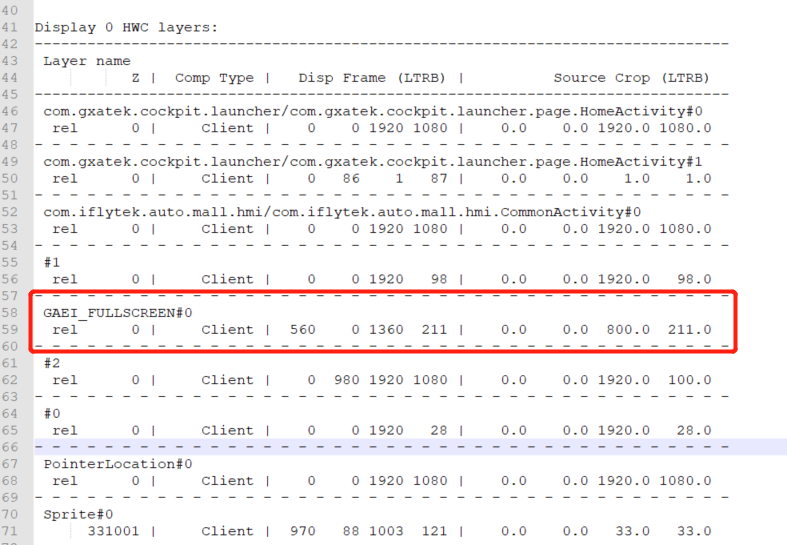 40
41 Display 0 HWC layers:
42 -----------------------------------------------------------------------------
43 Layer name
44 Z | Comp Type | Disp Frame (LTRB) | Source Crop (LTRB)
45 -----------------------------------------------------------------------------
46 com.gxatek.cockpit.launcher/com.gxatek.cockpit.launcher.page.HomeActivity#0
47 rel 0 | Client | 0 0 1920 1080 | 0.0 0.0 1920.0 1080.0
48 - - - - - - - - - - - - - - - - - - - - - - - - - - - - - - - - - - - - - - -
49 com.gxatek.cockpit.launcher/com.gxatek.cockpit.launcher.page.HomeActivity#1
50 rel 0 | Client | 0 86 1 87 | 0.0 0.0 1.0 1.0
51 - - - - - - - - - - - - - - - - - - - - - - - - - - - - - - - - - - - - - - -
52 com.iflytek.auto.mall.hmi/com.iflytek.auto.mall.hmi.CommonActivity#0
53 rel 0 | Client | 0 0 1920 1080 | 0.0 0.0 1920.0 1080.0
54 - - - - - - - - - - - - - - - - - - - - - - - - - - - - - - - - - - - - - - -
55 #1
56 rel 0 | Client | 0 0 1920 98 | 0.0 0.0 1920.0 98.0
57 - - - - - - - - - - - - - - - - - - - - - - - - - - - - - - - - - - - - - - -
58 GAEI_FULLSCREEN#0
59 rel 0 | Client | 560 0 1360 211 | 0.0 0.0 800.0 211.0
60 - - - - - - - - - - - - - - - - - - - - - - - - - - - - - - - - - - - - - - -
61 #2
62 rel 0 | Client | 0 980 1920 1080 | 0.0 0.0 1920.0 100.0
63 - - - - - - - - - - - - - - - - - - - - - - - - - - - - - - - - - - - - - - -
64 #0
65 rel 0 | Client | 0 0 1920 28 | 0.0 0.0 1920.0 28.0
66 - - - - - - - - - - - - - - - - - - - - - - - - - - - - - - - - - - - - - - -
67 PointerLocation#0
68 rel 0 | Client | 0 0 1920 1080 | 0.0 0.0 1920.0 1080.0
69 - - - - - - - - - - - - - - - - - - - - - - - - - - - - - - - - - - - - - - -
70 Sprite#0
71 331001 | Client | 970 88 1003 121 | 0.0 0.0 33.0 33.0